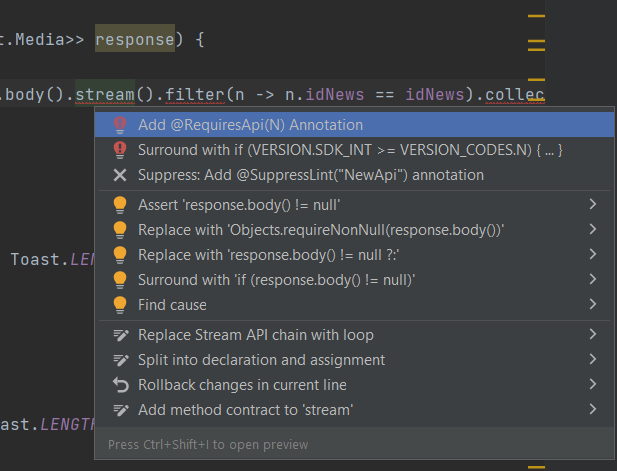 t.Media>> response) {
.body().stream().filter(n -> n.idNews == idNews).collec
Add @RequiresApi(N) Annotation
Surround with if (VERSION.SDK_INT >= VERSION_CODES.N) { ... }
Suppress: Add @SuppressLint("NewApi") annotation
Assert 'response.body() != null'
Replace with 'Objects.requireNonNull(response.body())'
Replace with 'response.body() != null ?:'
Surround with 'if (response.body() != null)'
Toast.LEN
Find cause
Replace Stream API chain with loop
Split into declaration and assignment
Rollback changes in current line
Add method contract to 'stream'
ast.LENGTH
Press Ctrl+Shift+I to open preview